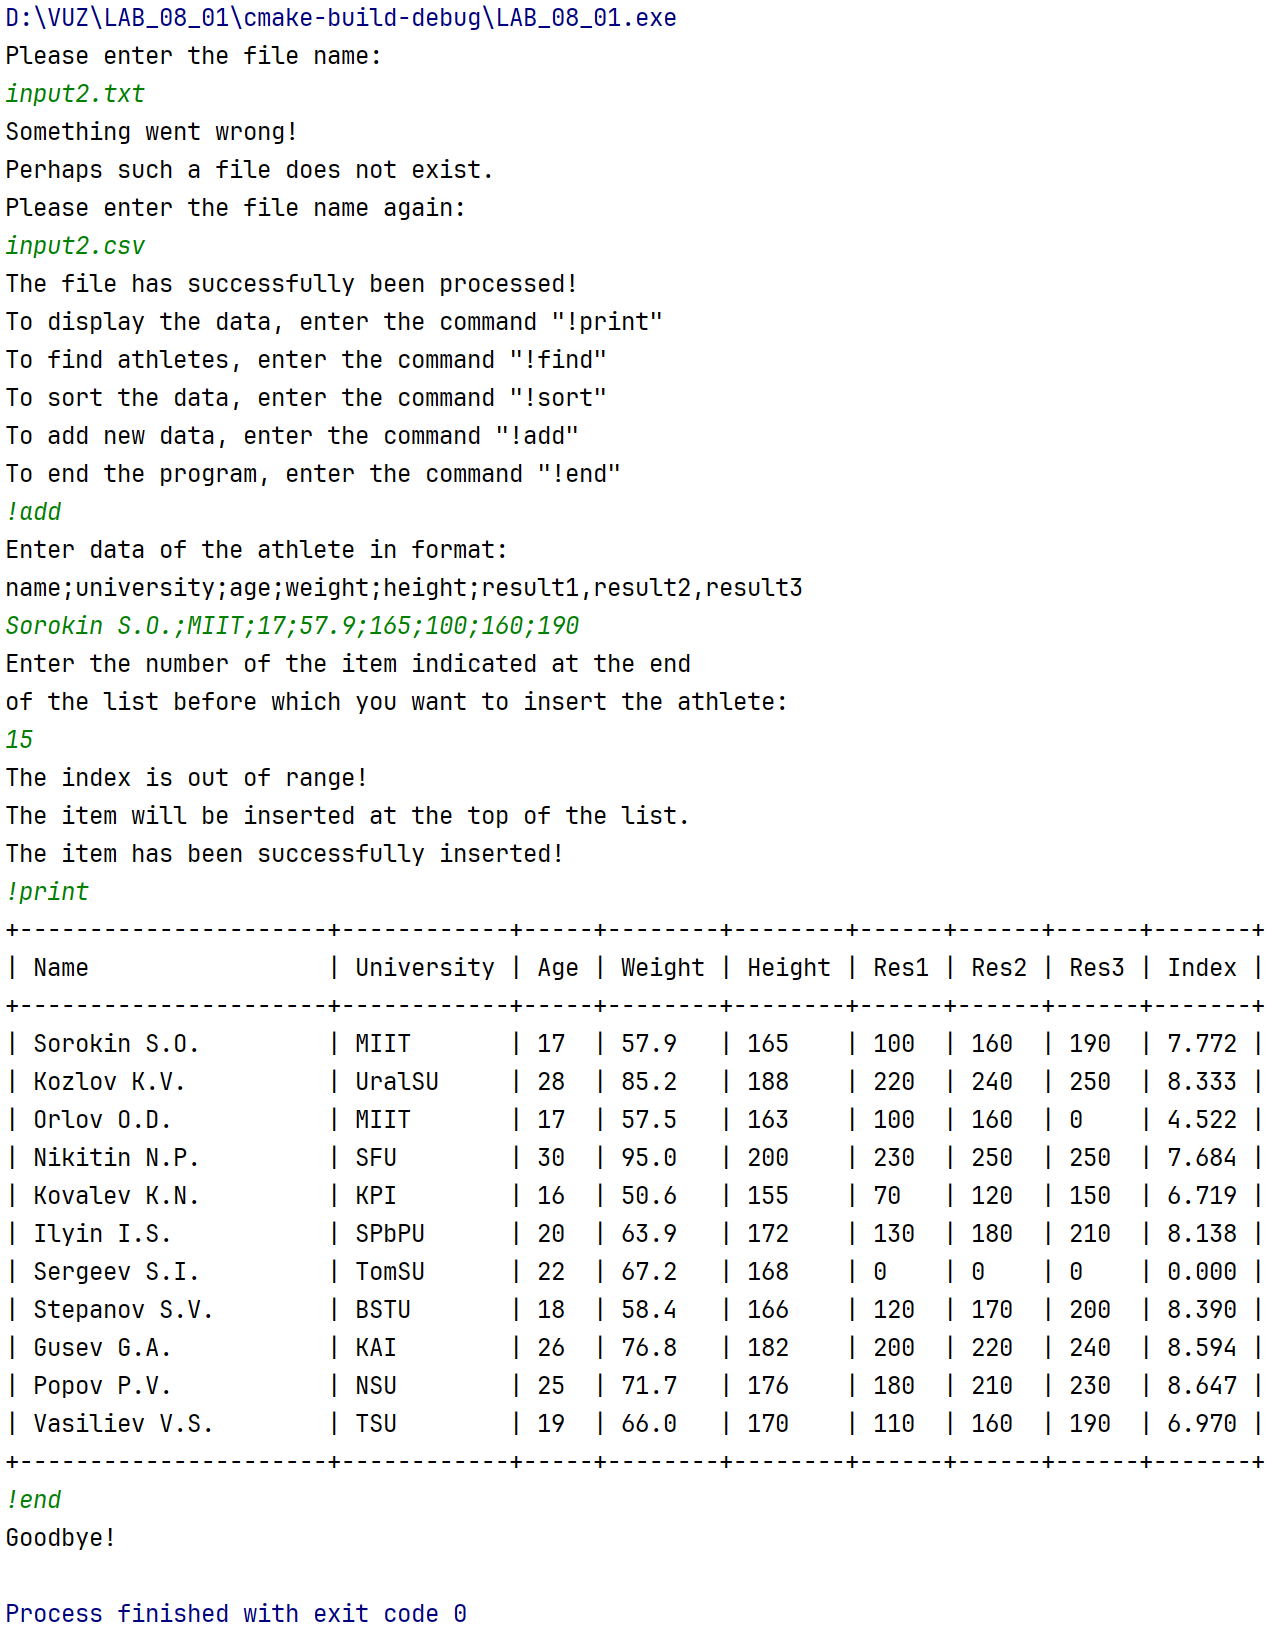 D:\VUZ\LAB_08_01\cmake-build-debug\LAB_08_01.exe
Please enter the file name:
input2.txt
Something went wrong!
Perhaps such a file does not exist.
Please enter the file name again:
input2.csv
The file has successfully been processed!
To display the data, enter the command "!print"
To find athletes, enter the command "!find"
To sort the data, enter the command "!sort"
To add new data, enter the command "!add"
To end the program, enter the command "!end"
!add
Enter data of the athlete in format:
name;university;age;weight;height;result1,result2,result3
Sorokin S.O.;MIIT;17;57.9;165;100;160;190
Enter the number of the item indicated at the end
of the list before which you want to insert the athlete:
15
The index is out of range!
The item will be inserted at the top of the list.
The item has been successfully inserted!
!print
+----------------------+------------+-----+--------+--------+------+------+------+-------+
| Name                 | University | Age | Weight | Height | Res1 | Res2 | Res3 | Index |
+----------------------+------------+-----+--------+--------+------+------+------+-------+
| Sorokin S.O.         | MIIT       | 17  | 57.9   | 165    | 100  | 160  | 190  | 7.772 |
| Kozlov K.V.          | UralSU     | 28  | 85.2   | 188    | 220  | 240  | 250  | 8.333 |
| Orlov O.D.           | MIIT       | 17  | 57.5   | 163    | 100  | 160  | 0    | 4.522 |
| Nikitin N.P.         | SFU        | 30  | 95.0   | 200    | 230  | 250  | 250  | 7.684 |
| Kovalev K.N.         | KPI        | 16  | 50.6   | 155    | 70   | 120  | 150  | 6.719 |
| Ilyin I.S.           | SPbPU      | 20  | 63.9   | 172    | 130  | 180  | 210  | 8.138 |
| Sergeev S.I.         | TomSU      | 22  | 67.2   | 168    | 0    | 0    | 0    | 0.000 |
| Stepanov S.V.        | BSTU       | 18  | 58.4   | 166    | 120  | 170  | 200  | 8.390 |
| Gusev G.A.           | KAI        | 26  | 76.8   | 182    | 200  | 220  | 240  | 8.594 |
| Popov P.V.           | NSU        | 25  | 71.7   | 176    | 180  | 210  | 230  | 8.647 |
| Vasiliev V.S.        | TSU        | 19  | 66.0   | 170    | 110  | 160  | 190  | 6.970 |
+----------------------+------------+-----+--------+--------+------+------+------+-------+
!end
Goodbye!

Process finished with exit code 0